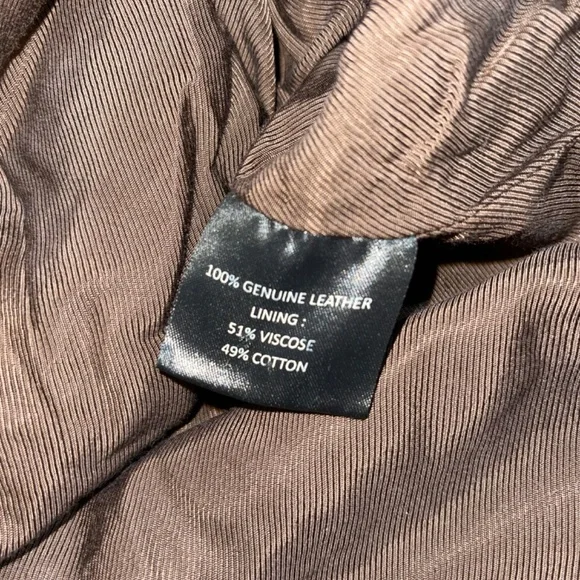 100% GENUINE LEATHER
LINING :
51% VISCOSE
49% COTTON